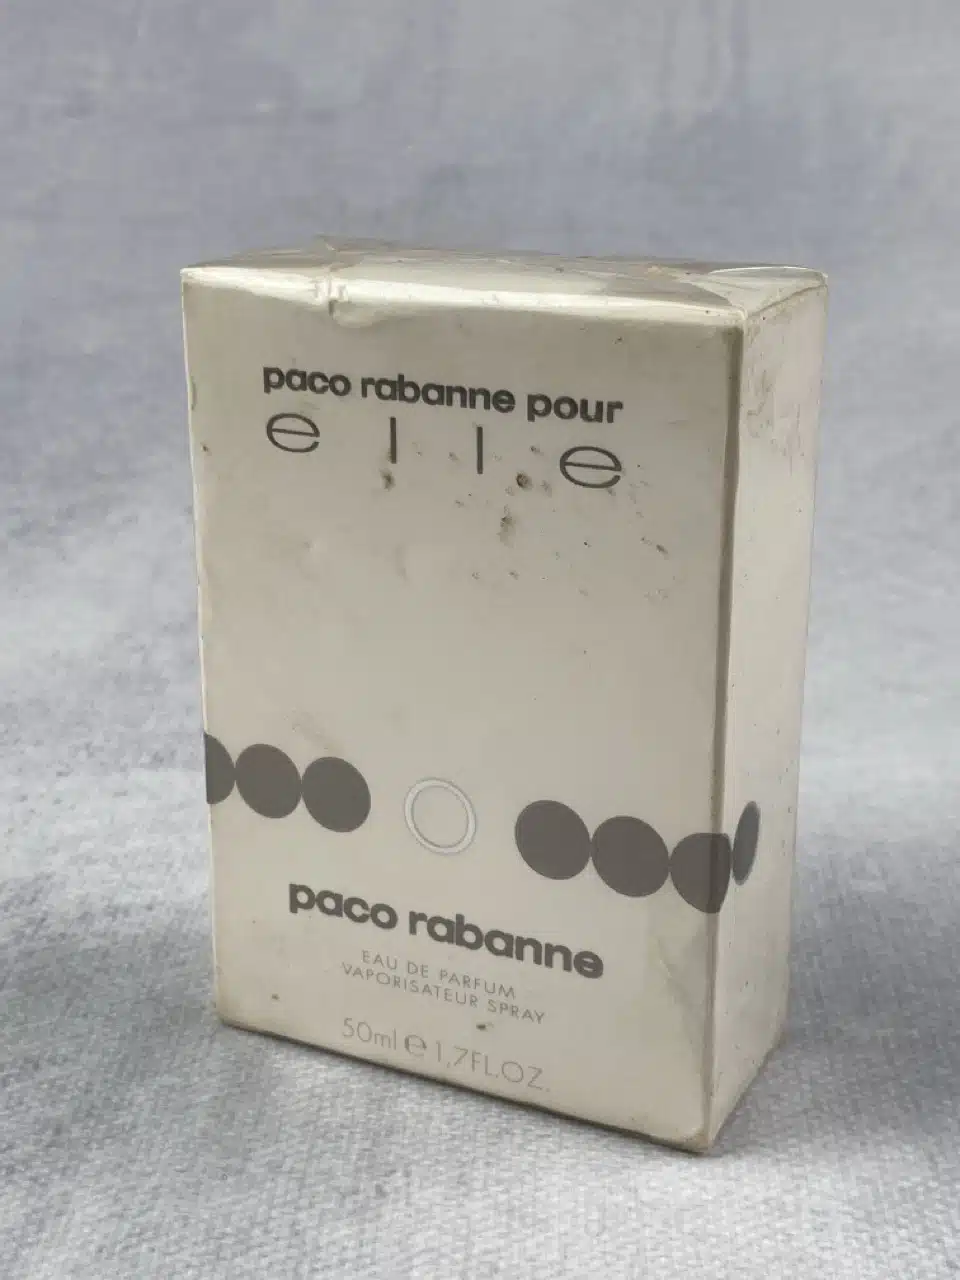 paco rabanne pour
elle
paco rabanne
EAU DE PARFUM
VAPORISATEUR SPRAY
50ml e 1,7FL.OZ.